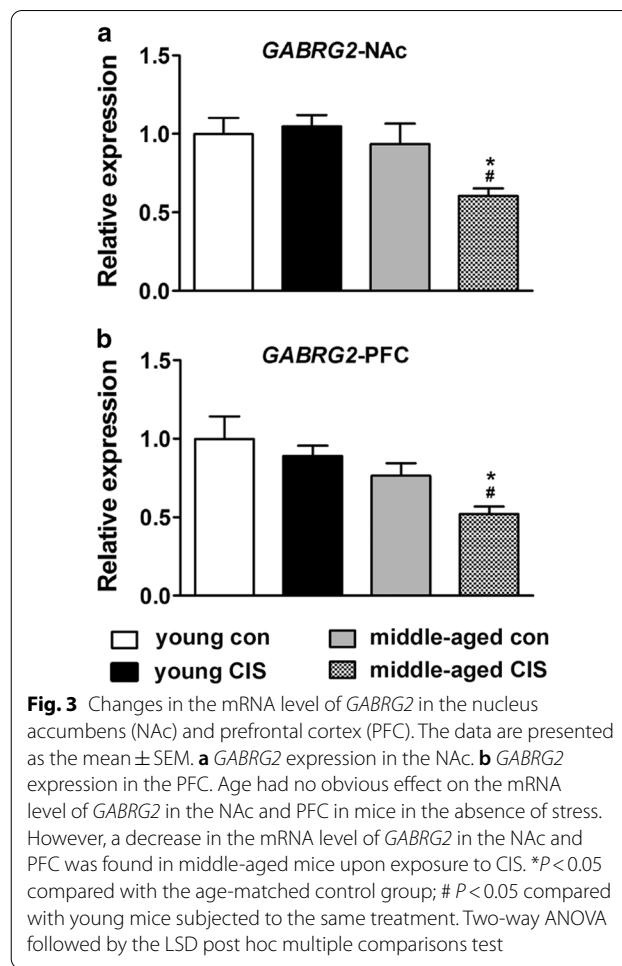 a
GABRG2-NAc
Relative expression
1.5
1.0
0.5
0.0
*
#
b
GABRG2-PFC
Relative expression
1.5
1.0
0.5
0.0
*
#
young con
middle-aged con
young CIS
middle-aged CIS
Fig. 3 Changes in the mRNA level of GABRG2 in the nucleus
accumbens (NAc) and prefrontal cortex (PFC). The data are presented
as the mean ± SEM. a GABRG2 expression in the NAc. b GABRG2
expression in the PFC. Age had no obvious effect on the mRNA
level of GABRG2 in the NAc and PFC in mice in the absence of stress.
However, a decrease in the mRNA level of GABRG2 in the NAc and
PFC was found in middle-aged mice upon exposure to CIS. *P < 0.05
compared with the age-matched control group; # P < 0.05 compared
with young mice subjected to the same treatment. Two-way ANOVA
followed by the LSD post hoc multiple comparisons test